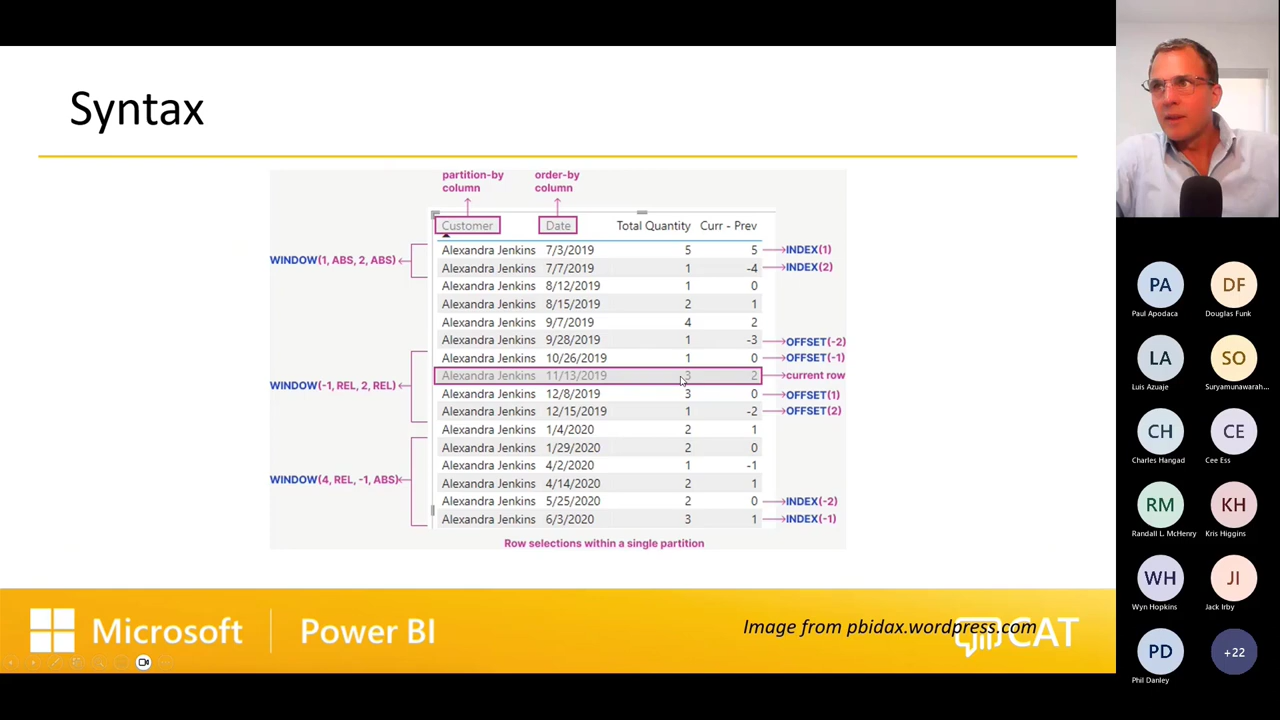 Syntax
partition-by column
order-by column
Customer Date Total Quantity Curr - Prev
Alexandra Jenkins 7/3/2019 5 5 INDEX(1)
WINDOW(1, ABS, 2, ABS)
Alexandra Jenkins 7/7/2019 1 -4 INDEX(2)
Alexandra Jenkins 8/12/2019 1 0
Alexandra Jenkins 8/15/2019 2 1
Alexandra Jenkins 9/7/2019 4 2
Alexandra Jenkins 9/28/2019 1 -3 OFFSET(-2)
Alexandra Jenkins 10/26/2019 1 0 OFFSET(-1)
Alexandra Jenkins 11/13/2019 3 2 current row
WINDOW(-1, REL, 2, REL)
Alexandra Jenkins 12/8/2019 3 0 OFFSET(1)
Alexandra Jenkins 12/15/2019 1 -2 OFFSET(2)
Alexandra Jenkins 1/4/2020 2 1
Alexandra Jenkins 1/29/2020 2 0
Alexandra Jenkins 4/2/2020 1 -1
WINDOW(4, REL, -1, ABS)
Alexandra Jenkins 4/14/2020 2 1
Alexandra Jenkins 5/25/2020 2 0 INDEX(-2)
Alexandra Jenkins 6/3/2020 3 1 INDEX(-1)
Row selections within a single partition
Microsoft Power BI
Image from pbidax.wordpress.com
CAT
PA DF
Paul Apodaca Douglas Funk
LA SO
Luis Azuaje Suryamunawarah...
CH CE
Charles Hangad Cee Ess
RM KH
Randall L. McHenry Kris Higgins
WH JI
Wyn Hopkins Jack Irby
PD +22
Phil Danley